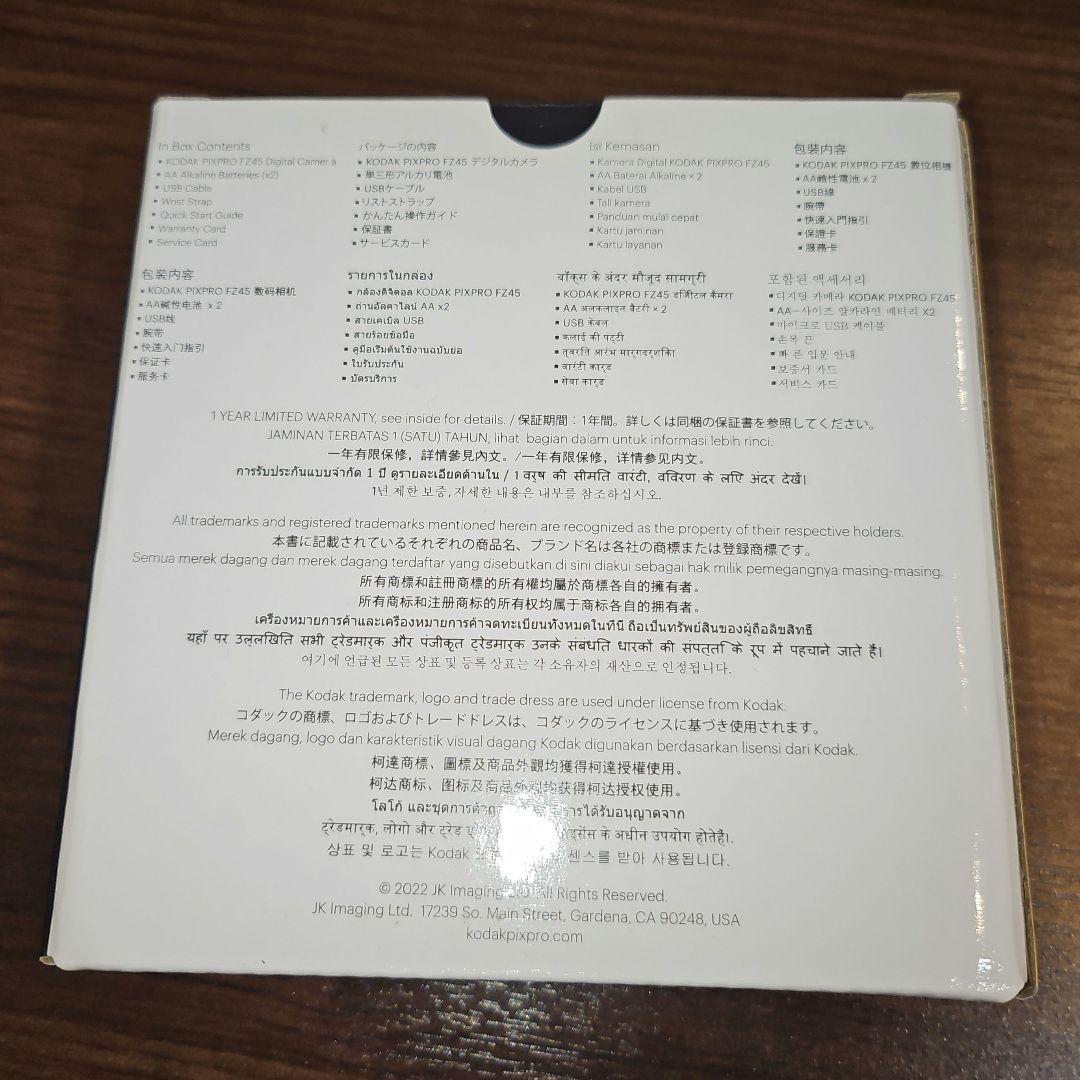 In Box Contents
▪ KODAK PIXPRO FZ45 Digital Camer a
▪ AA Alkaline Batteries (x2)
▪ USB Cable
▪ Wrist Strap
▪ Quick Start Guide
▪ Warranty Card
▪ Service Card
パッケージの内容
▪ KODAK PIXPRO FZ45 デジタルカメラ
▪ 単三形アルカリ電池
▪ USBケーブル
▪ リストストラップ
▪ かんたん操作ガイド
▪ 保証書
▪ サービスカード
Isi Kemasan
▪ Kamera Digital KODAK PIXPRO FZ45
▪ AA Baterai Alkaline × 2
▪ Kabel USB
▪ Tali kamera
▪ Panduan mulai cepat
▪ Kartu jaminan
▪ Kartu layanan
包裝內容
▪ KODAK PIXPRO FZ45 數位相機
▪ AA鹼性電池 x 2
▪ USB線
▪ 腕帶
▪ 快速入門指引
▪ 保證卡
▪ 服務卡
包装内容
▪ KODAK PIXPRO FZ45 数码相机
▪ AA碱性电池 x 2
▪ USB线
▪ 腕带
▪ 快速入门指引
▪ 保证卡
▪ 服务卡
รายการในกล่อง
▪ กล้องดิจิตอล KODAK PIXPRO FZ45
▪ ถ่านอัลคาไลน์ AA x2
▪ สายเคเบิล USB
▪ สายร้อยข้อมือ
▪ คู่มือเริ่มต้นใช้งานฉบับย่อ
▪ ใบรับประกัน
▪ บัตรบริการ
बॉक्स के अंदर मौजूद सामग्री
▪ KODAK PIXPRO FZ45 डिजिटल कैमरा
▪ AA अलकलाइन बैटरी × 2
▪ USB केबल
▪ कलाई की पट्टी
▪ त्वरति आरंभ मार्गदर्शिका
▪ वारंटी कार्ड
▪ सेवा कार्ड
포함된 액세서리
▪ 디지털 카메라 KODAK PIXPRO FZ45
▪ AA-사이즈 알카라인 배터리 X2
▪ 마이크로 USB 케이블
▪ 손목 끈
▪ 빠른 입문 안내
▪ 보증서 카드
▪ 서비스 카드
1 YEAR LIMITED WARRANTY, see inside for details. / 保証期間：1年間。詳しくは同梱の保証書を参照してください。
JAMINAN TERBATAS 1 (SATU) TAHUN, lihat bagian dalam untuk informasi lebih rinci.
一年有限保修，詳情參見內文。/一年有限保修，详情参见内文。
การรับประกันแบบจำกัด 1 ปี ดูรายละเอียดด้านใน / 1 वर्ष की सीमति वारंटी, वविरण के लिए अंदर देखें।
1년 제한 보증,자세한 내용은 내부를 참조하십시오.
All trademarks and registered trademarks mentioned herein are recognized as the property of their respective holders.
本書に記載されているそれぞれの商品名、ブランド名は各社の商標または登録商標です。
Semua merek dagang dan merek dagang terdaftar yang disebutkan di sini diakui sebagai hak milik pemegangnya masing-masing.
所有商標和註冊商標的所有權均屬於商標各自的擁有者。
所有商标和注册商标的所有权均属于商标各自的拥有者。
เครื่องหมายการค้าและเครื่องหมายการค้าจดทะเบียนทั้งหมดในที่นี้ ถือเป็นทรัพย์สินของผู้ถือลิขสิทธิ์
यहाँ पर उल्लखिति सभी ट्रेडमार्क और पंजीकृत ट्रेडमार्क उनके संबंधति धारकों की संपत्ति के रूप में पहचाने जाते हैं।
여기에 언급된 모든 상표 및 등록 상표는 각 소유자의 재산으로 인정됩니다.
The Kodak trademark, logo and trade dress are used under license from Kodak.
コダックの商標、ロゴおよびトレードドレスは、コダックのライセンスに基づき使用されます。
Merek dagang, logo dan karakteristik visual dagang Kodak digunakan berdasarkan lisensi dari Kodak.
柯達商標、圖標及商品外觀均獲得柯達授權使用。
柯达商标、图标及商品外观均获得柯达授权使用。
โลโก้ และชุดการค้า ารได้รับอนุญาตจาก
ट्रेडमार्क, लोगो और ट्रेड के अधीन उपयोग होतेहैं।
상표 및 로고는 Kodak 센스를 받아 사용됩니다.
© 2022 JK Imaging Ltd. All Rights Reserved.
JK Imaging Ltd. 17239 So. Main Street, Gardena, CA 90248, USA
kodakpixpro.com